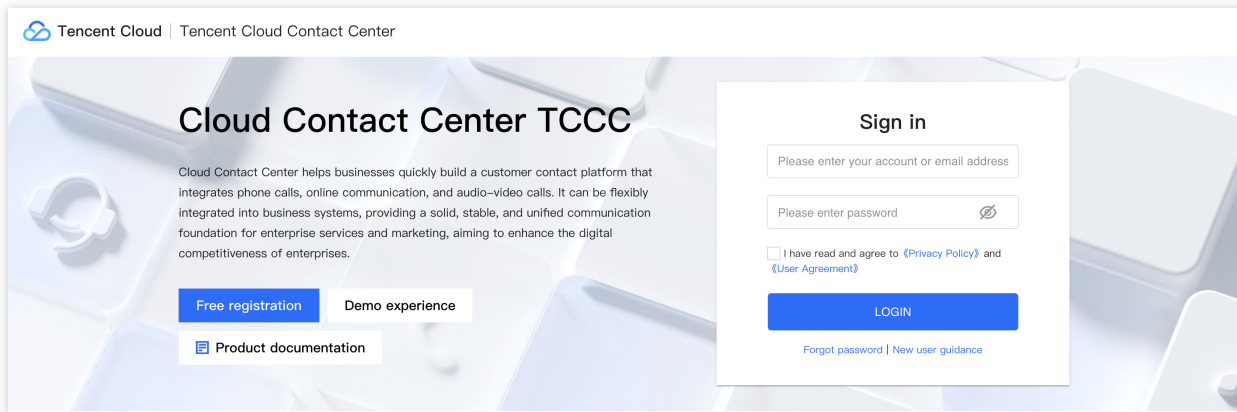 Tencent Cloud | Tencent Cloud Contact Center
Cloud Contact Center TCCC
Cloud Contact Center helps businesses quickly build a customer contact platform that
integrates phone calls, online communication, and audio-video calls. It can be flexibly
integrated into business systems, providing a solid, stable, and unified communication
foundation for enterprise services and marketing, aiming to enhance the digital
competitiveness of enterprises.
Free registration
Demo experience
Product documentation
Sign in
Please enter your account or email address
Please enter password
I have read and agree to 《Privacy Policy》 and
《User Agreement》
LOGIN
Forgot password | New user guidance